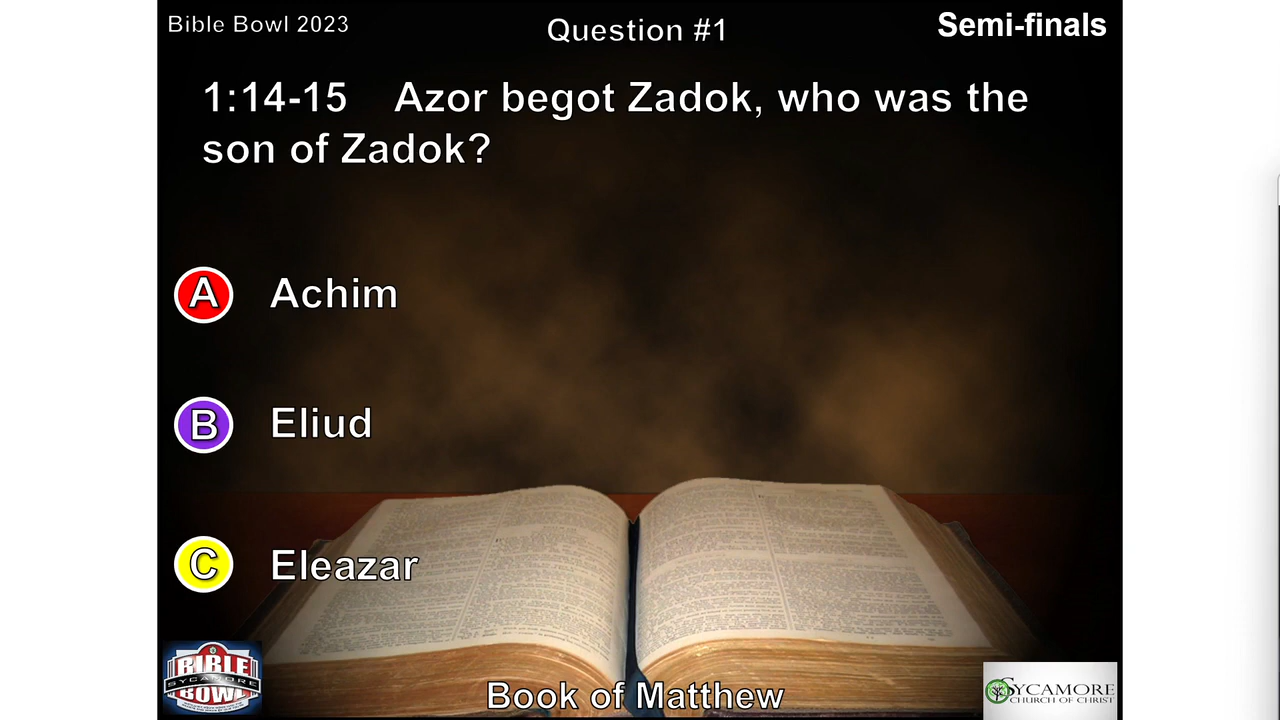 Bible Bowl 2023
Question #1
Semi-finals
1:14-15 Azor begot Zadok, who was the
son of Zadok?
A Achim
B Eliud
C Eleazar
BIBLE
SYCAMORE
BOWL
Book of Matthew
SYCAMORE
CHURCH OF CHRIST